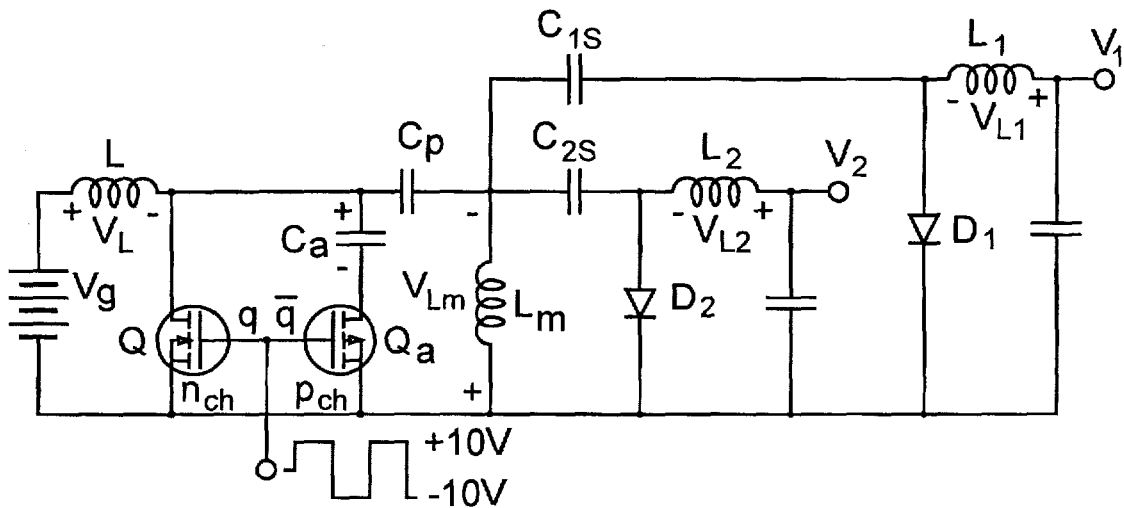 C1S
L1
V1
- +
VL1
Cp
C2S
L2
V2
- +
VL2
L
+ -
VL
+
Ca
-
-
VLm
Lm
+
D2
D1
Vg
Q
q
q̅
Qa
nch
pch
+10V
-10V